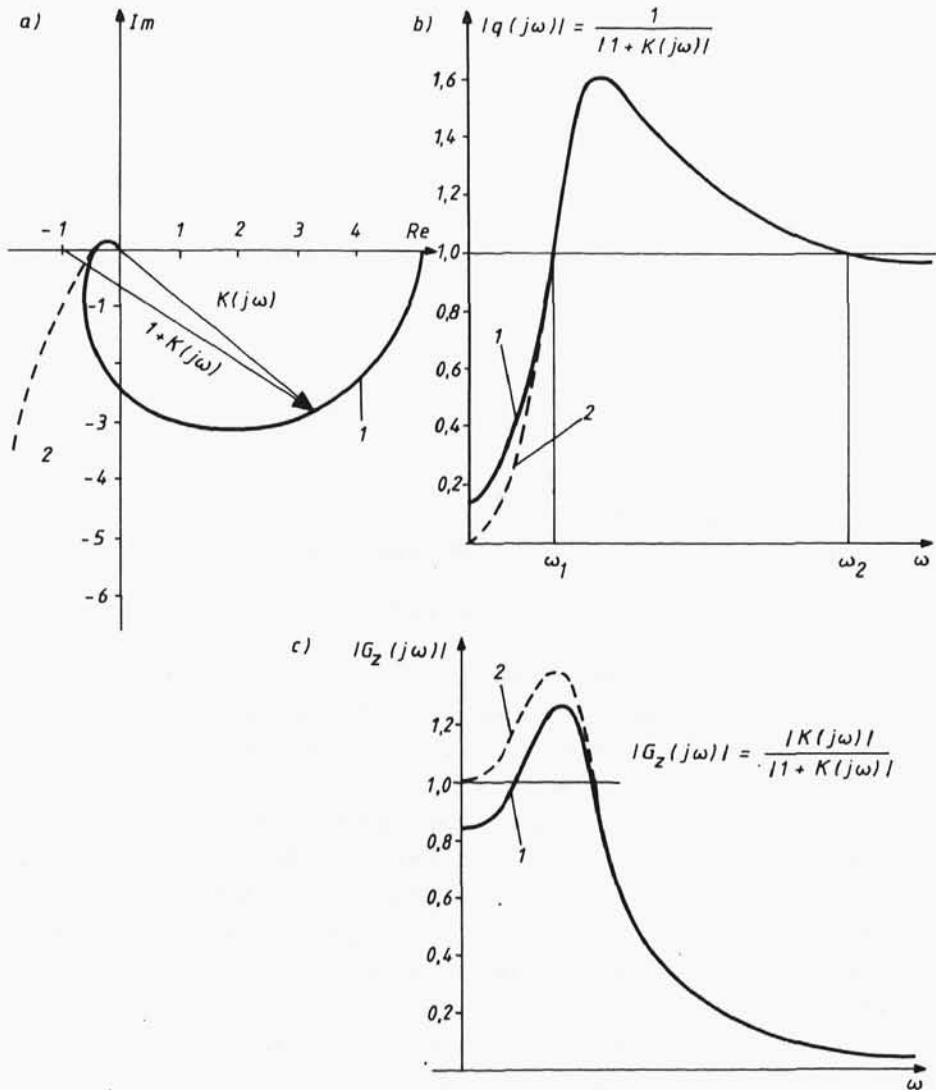 a)
Im
-1
1
2
3
4
Re
K(jω)
1+K(jω)
-1
-3
-4
-5
-6
1
2
b)
|q(jω)| = 1 / |1 + K(jω)|
1,6
1,4
1,2
1,0
0,8
0,6
0,4
0,2
1
2
ω₁
ω₂
ω
c)
|G_z(jω)|
1,2
1,0
0,8
0,6
0,4
0,2
2
1
|G_z(jω)| = |K(jω)| / |1 + K(jω)|
ω